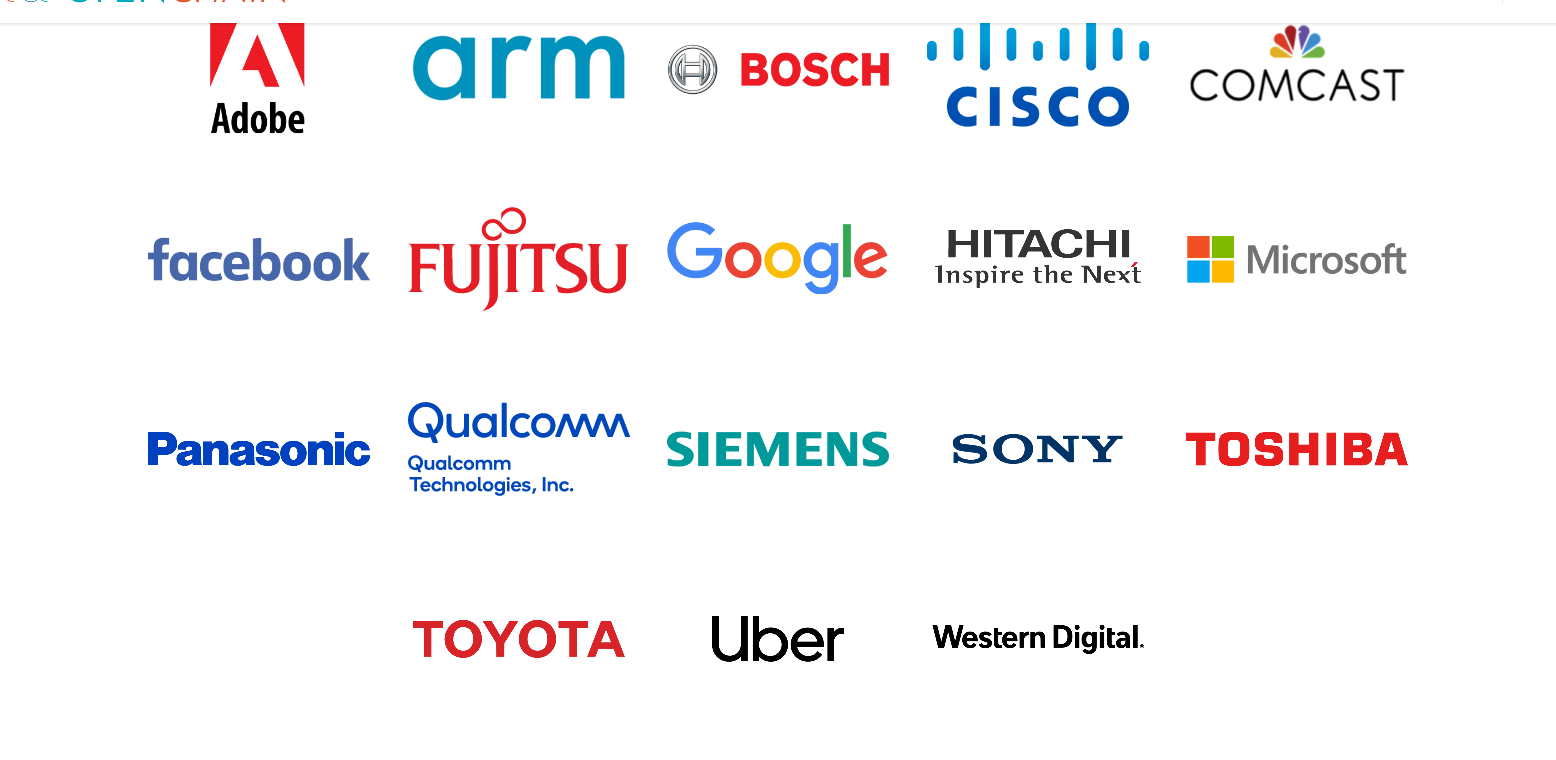 OPENCHAIN
Adobe
arm
BOSCH
CISCO
COMCAST
facebook
FUJITSU
Google
HITACHI
Inspire the Next
Microsoft
Panasonic
Qualcomm
Qualcomm
Technologies, Inc.
SIEMENS
SONY
TOSHIBA
TOYOTA
Uber
Western Digital.